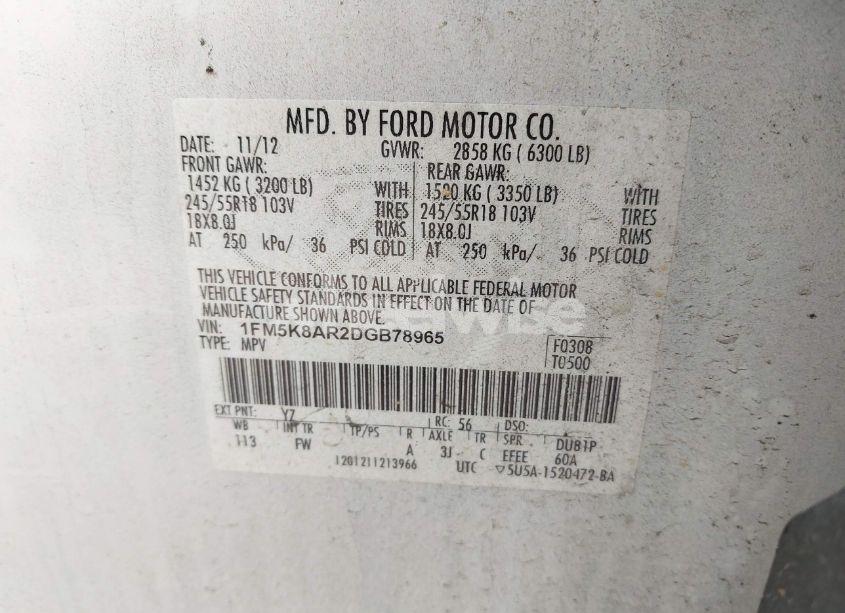 MFD. BY FORD MOTOR CO.
DATE: 11/12 GVWR: 2858 KG ( 6300 LB)
FRONT GAWR: REAR GAWR:
1452 KG ( 3200 LB) WITH 1520 KG ( 3350 LB) WITH
245/55R18 103V TIRES 245/55R18 103V TIRES
18X8.0J RIMS 18X8.0J RIMS
AT 250 kPa/ 36 PSI COLD AT 250 kPa/ 36 PSI COLD
THIS VEHICLE CONFORMS TO ALL APPLICABLE FEDERAL MOTOR
VEHICLE SAFETY STANDARDS IN EFFECT ON THE DATE OF
MANUFACTURE SHOWN ABOVE.
VIN: 1FM5K8AR2DGB78965
TYPE: MPV
F0308
T0500
EXT PNT: YZ RC: 56 DSO:
WB INT TR TP/PS R AXLE TR SPR DU81P
113 FW A 3J C EFEE 60A
1201211213966 UTC ▽5U5A-1520472-BA